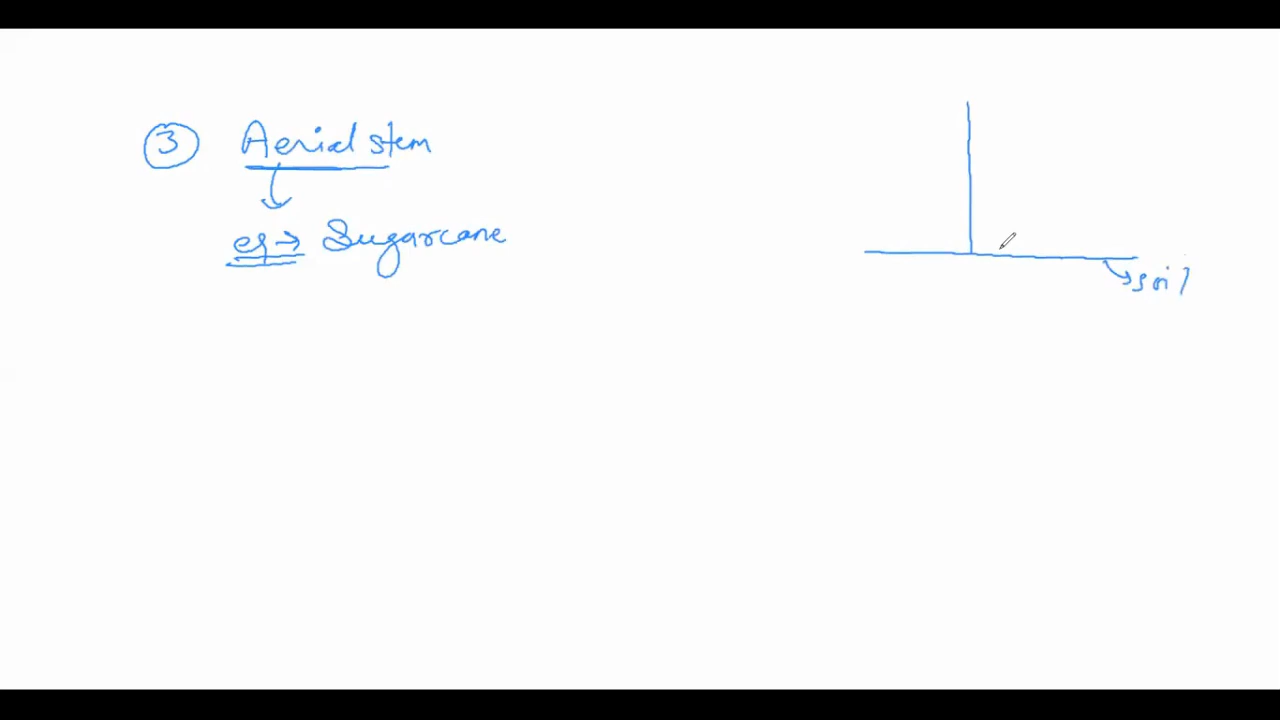 3 Aerial stem
eg → Sugarcane
soil